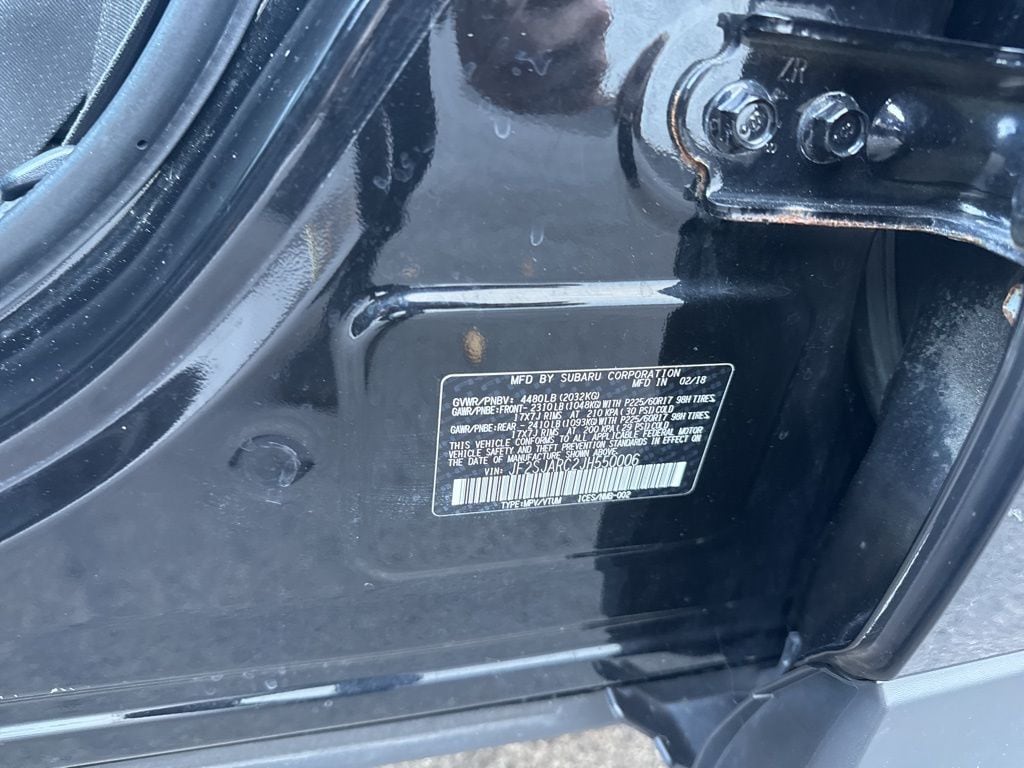 MFD BY SUBARU CORPORATION
MFD IN 02/18
GVWR/PNBV: 4480LB(2032KG)
GAWR/PNBE:FRONT- 2310LB(1048KG)WITH P225/60R17 98H TIRES.
17X7J RIMS AT 210 KPA(30 PSI)COLD
GAWR/PNBE:REAR - 2410LB(1093KG)WITH P225/60R17 98H TIRES.
17X7J RIMS AT 200 KPA(29 PSI)COLD
THIS VEHICLE CONFORMS TO ALL APPLICABLE FEDERAL MOTOR
VEHICLE SAFETY, AND THEFT PREVENTION STANDARDS IN EFFECT ON
THE DATE OF MANUFACTURE SHOWN ABOVE.
VIN: JF2SJARC2JH550006
TYPE:MPV/VTUM ICES/NMB-002